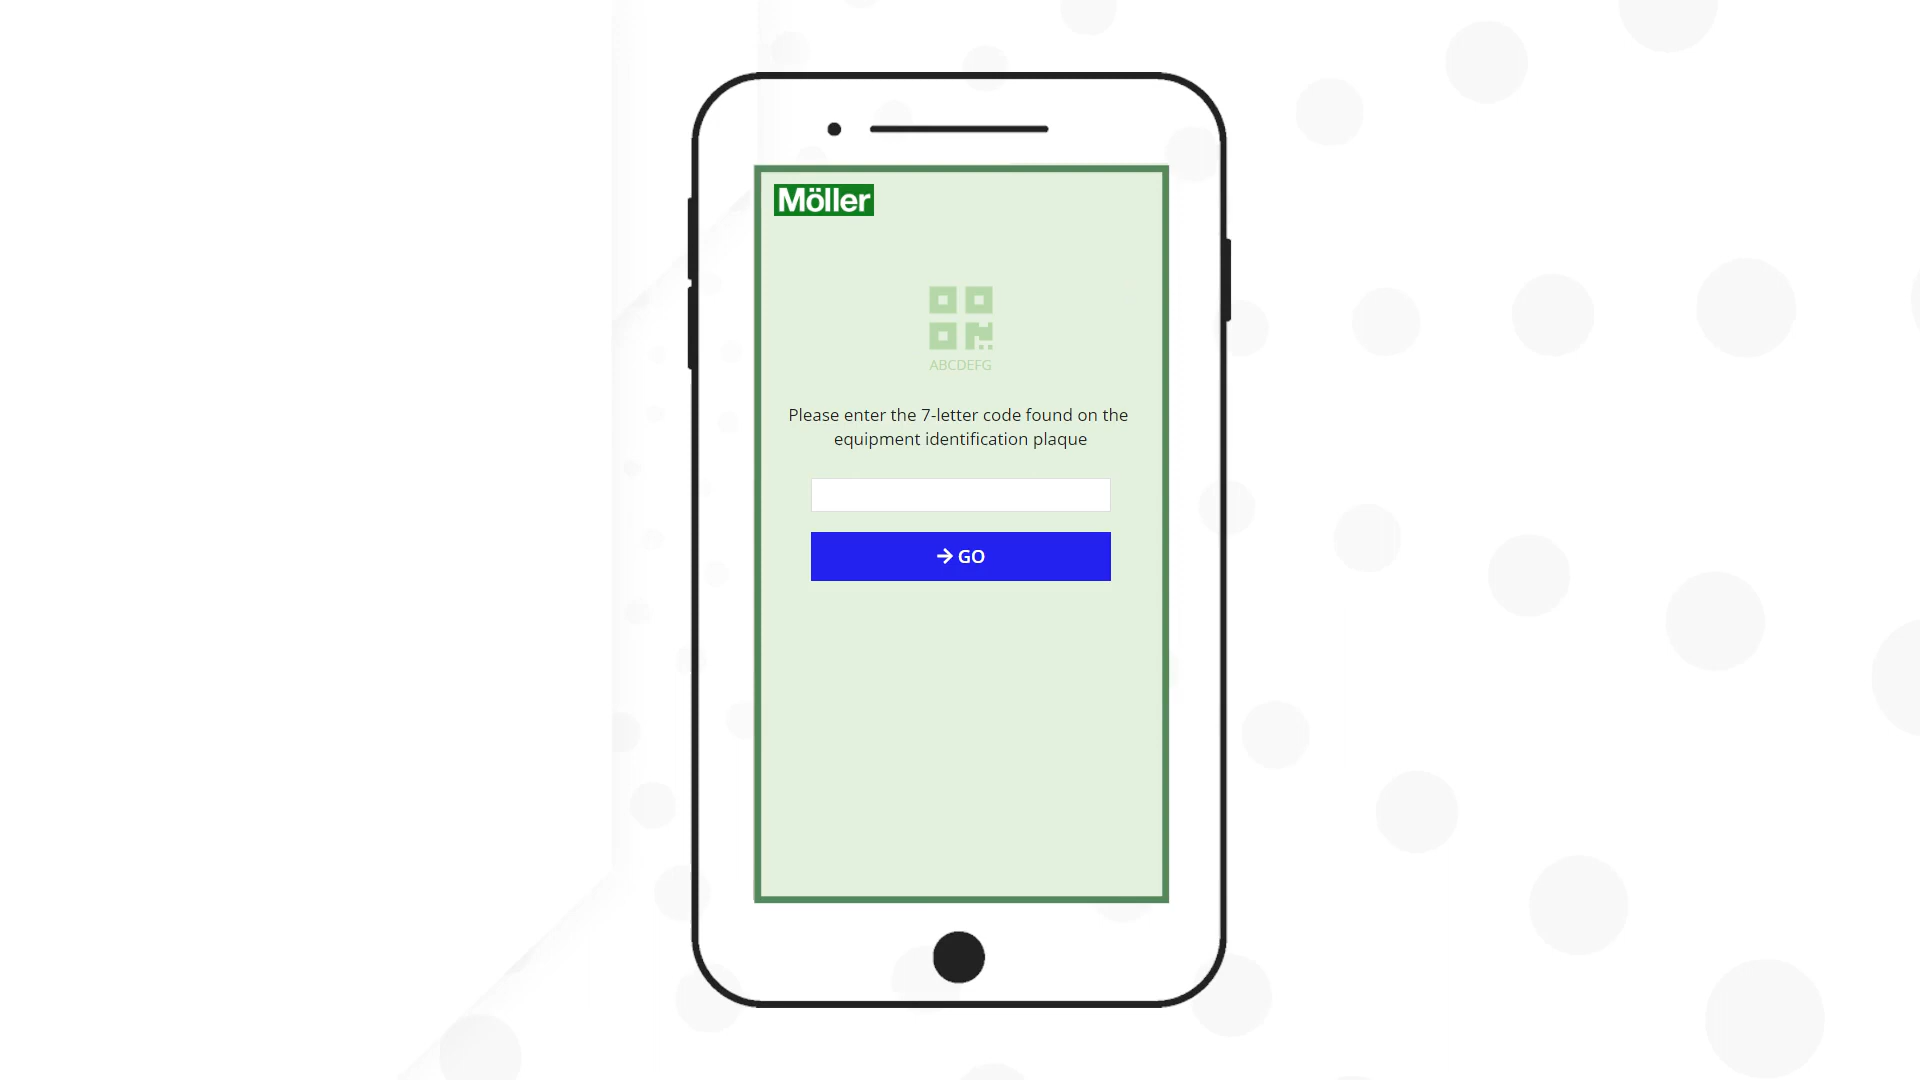 Möller
ABCDEFG
Please enter the 7-letter code found on the
equipment identification plaque
GO